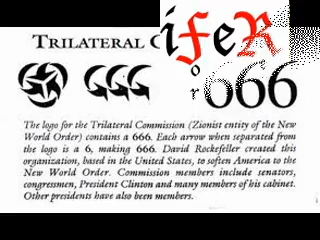 TRILATERAL C
ifeR
or
666
The logo for the Trilateral Commission (Zionist entity of the New
World Order) contains a 666. Each arrow when separated from
the logo is a 6, making 666. David Rockefeller created this
organization, based in the United States, to soften America to the
New World Order. Commission members include senators,
congressmen, President Clinton and many members of his cabinet.
Other presidents have also been members.